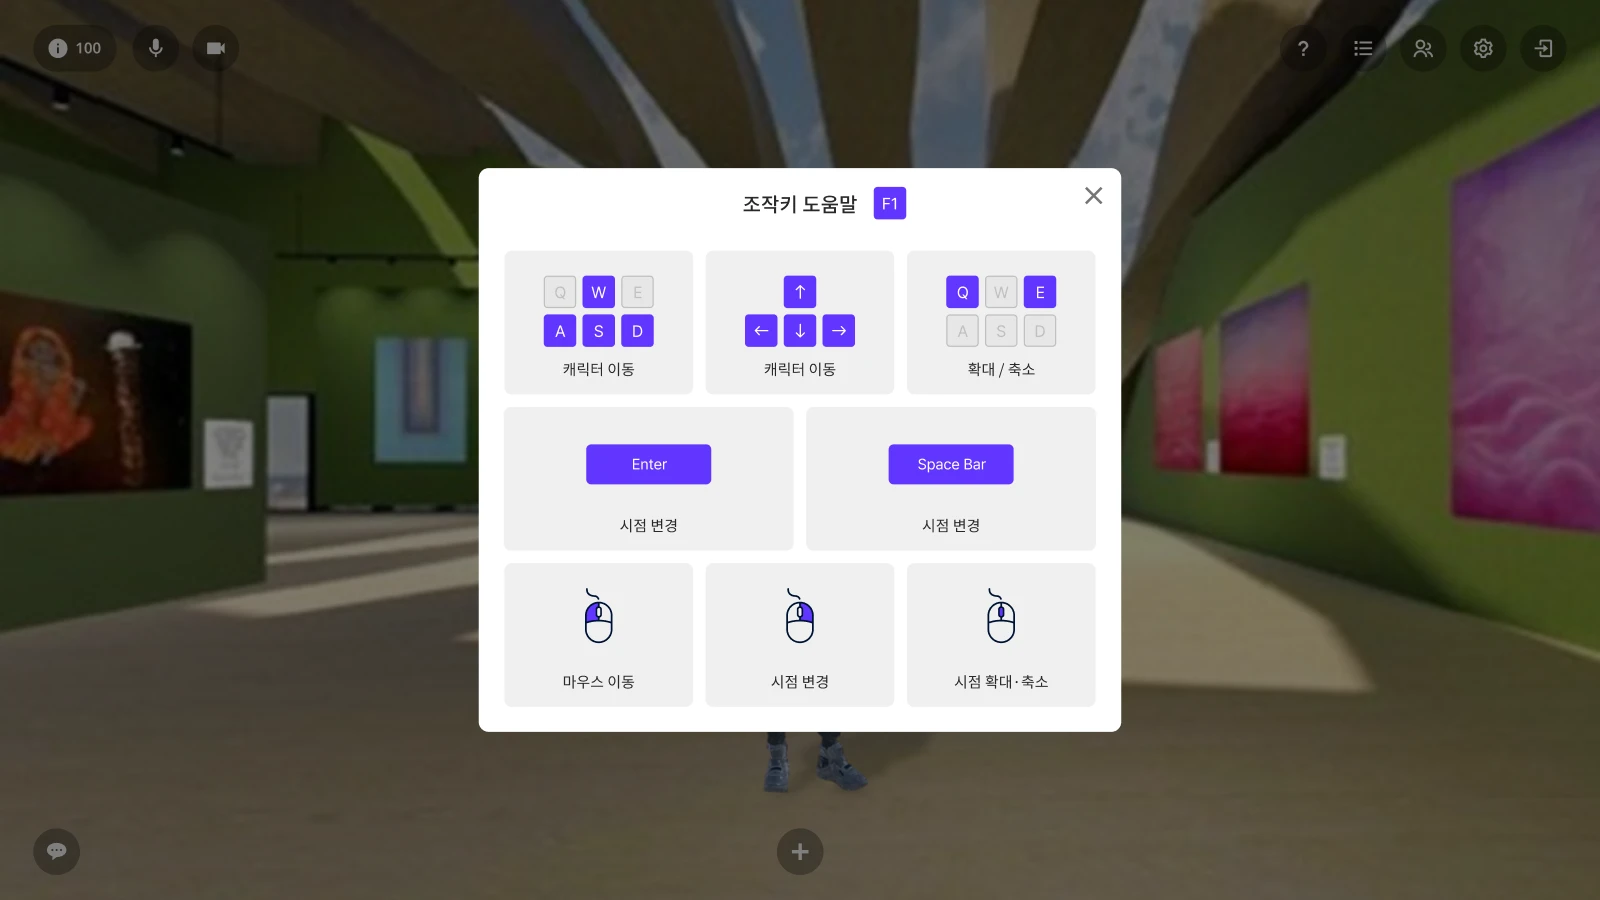 100
?
조작키 도움말 F1
Q W E
A S D
캐릭터 이동
↑
← ↓ →
캐릭터 이동
Q W E
A S D
확대 / 축소
Enter
시점 변경
Space Bar
시점 변경
마우스 이동
시점 변경
시점 확대·축소